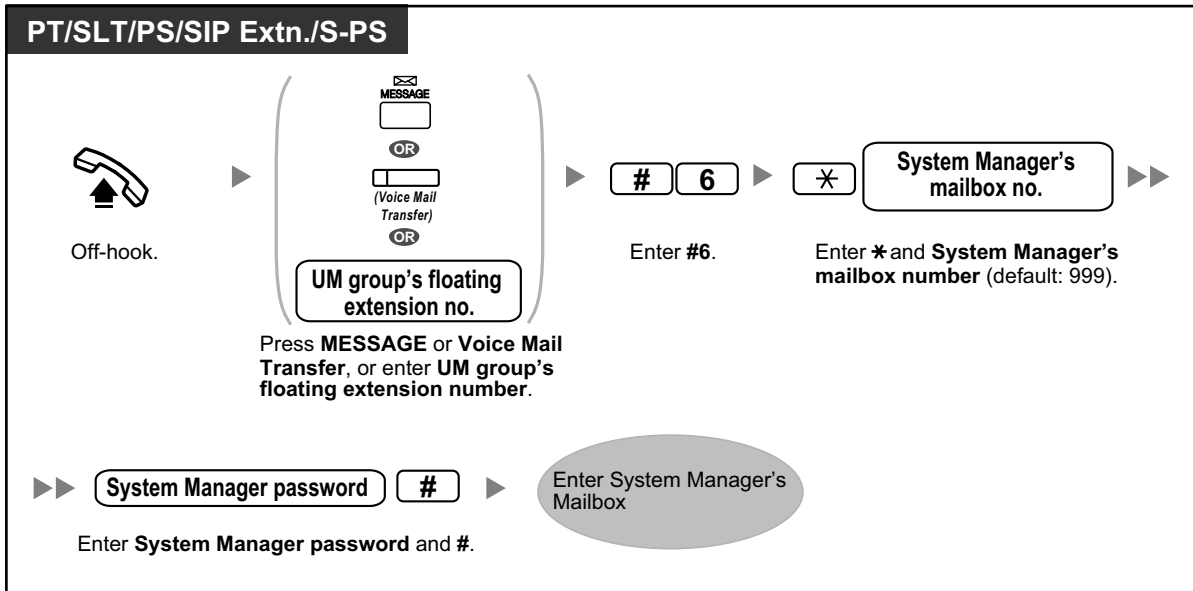 PT/SLT/PS/SIP Extn./S-PS
Off-hook.
MESSAGE
OR
(Voice Mail
Transfer)
OR
UM group's floating
extension no.
Press MESSAGE or Voice Mail
Transfer, or enter UM group's
floating extension number.
# 6
Enter #6.
* System Manager's
mailbox no.
Enter * and System Manager's
mailbox number (default: 999).
System Manager password #
Enter System Manager password and #.
Enter System Manager's
Mailbox